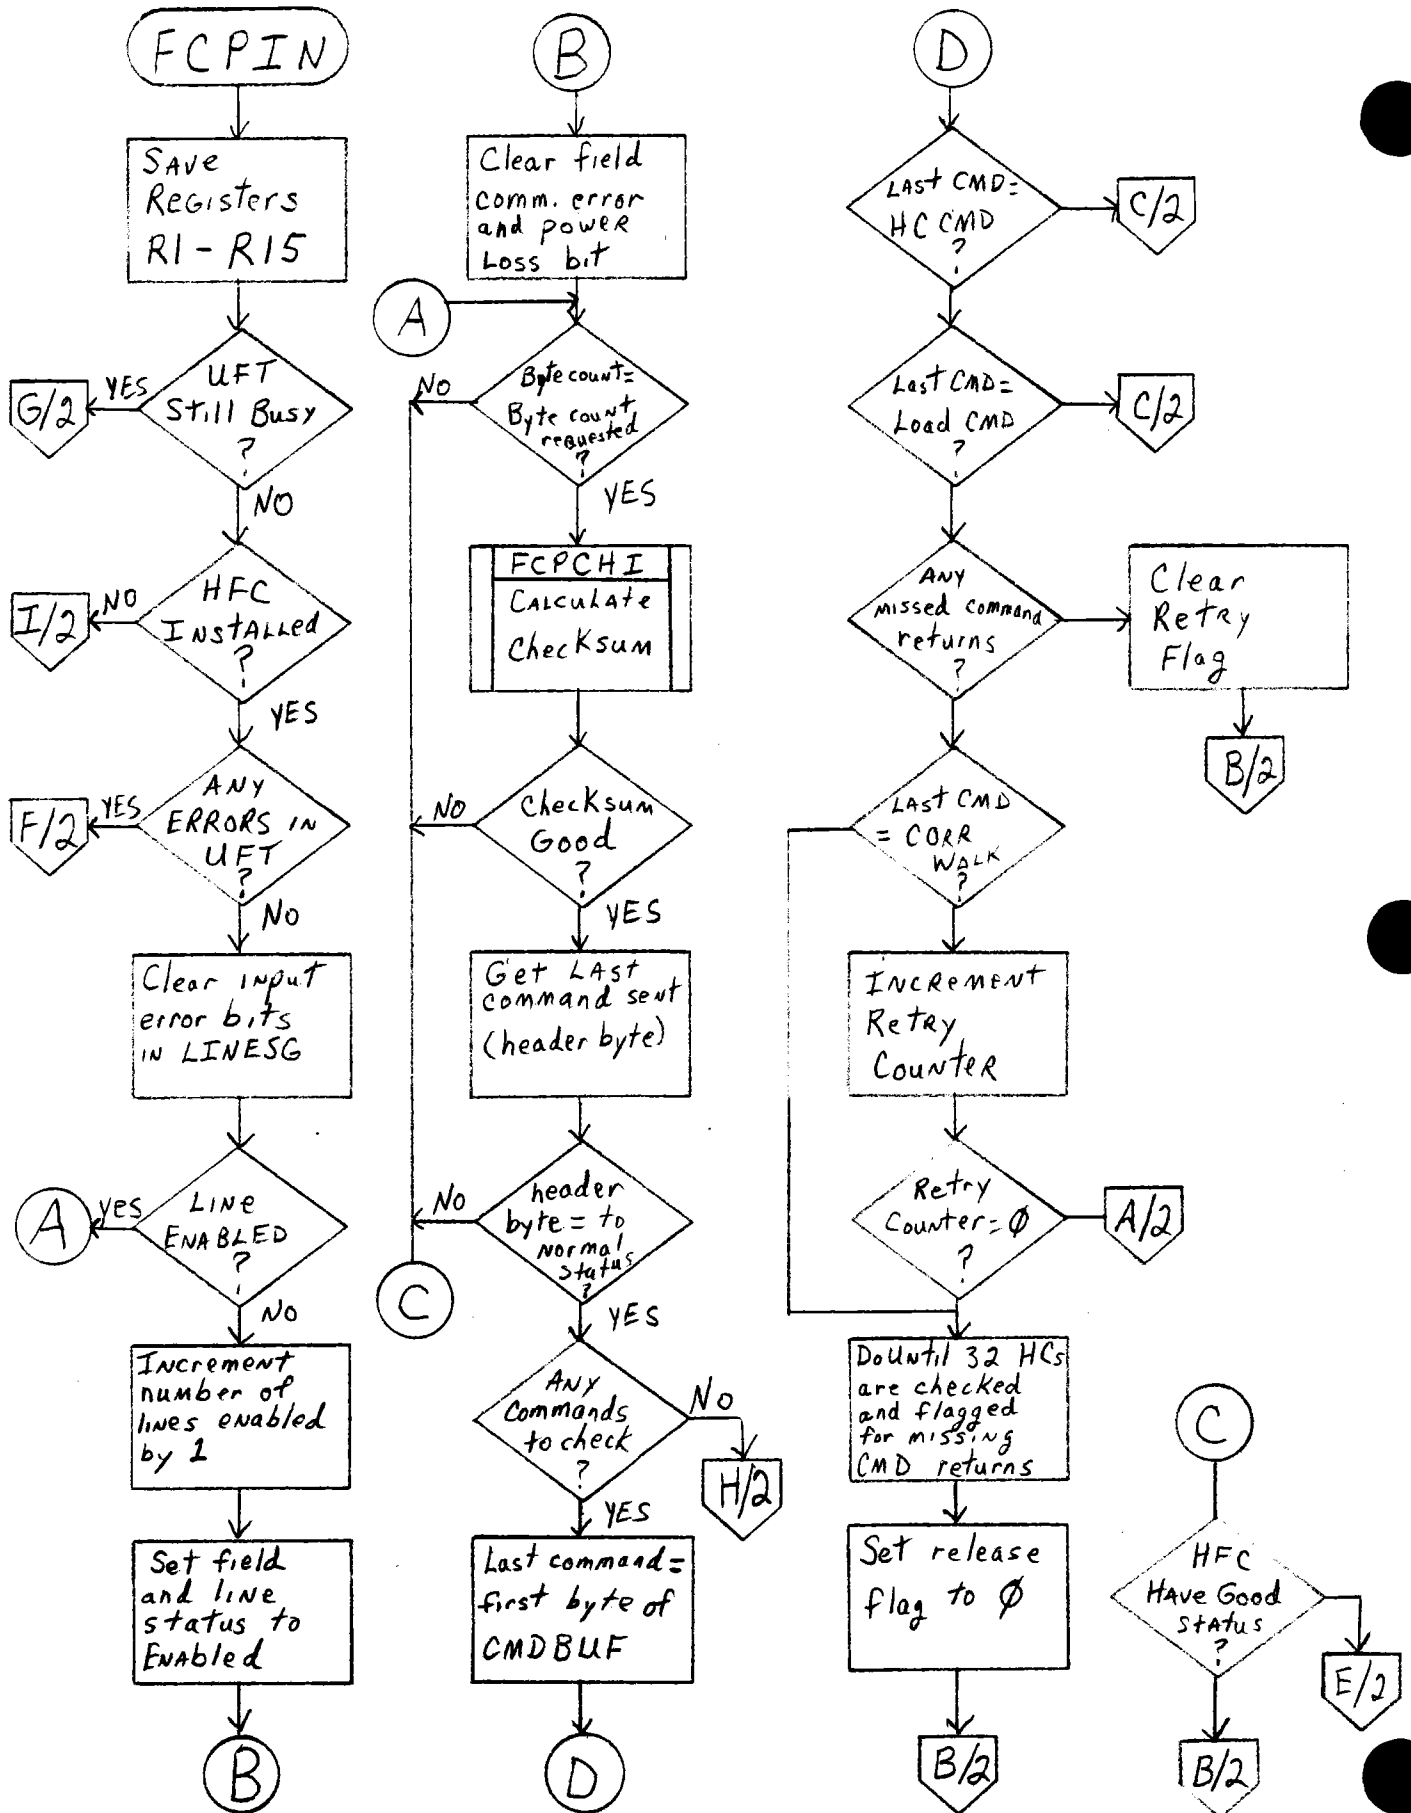 FCPIN
SAVE
REGISTERS
R1 - R15
UFT
Still Busy
?
YES
G/2
NO
HFC
INSTALLED
?
NO
I/2
YES
ANY
ERRORS IN
UFT
?
YES
F/2
NO
Clear INput
error bits
IN LINESG
LINE
ENABLED
?
yes
A
NO
INcrement
number of
lines enabled
by 1
Set field
and line
status to
ENAbled
B
B
Clear field
comm. error
and power
Loss bit
A
Byte count=
Byte count
requested
?
NO
YES
FCPCHI
CALCULATE
CHecKsum
CHecKsum
Good
?
NO
YES
Get LAst
command sent
(header byte)
header
byte = to
NORMAL
status
?
NO
C
YES
ANY
Commands
to check
?
NO
H/2
YES
Last command=
first byte of
CMDBUF
D
D
LAst CMD=
HC CMD
?
C/2
Last CMD=
Load CMD
?
C/2
ANY
missed command
returns
?
Clear
Retry
Flag
B/2
LAst CMD
= CORR
WALK
?
INCREMENT
RetRy
COUNteR
Retry
Counter=Ø
?
A/2
DoUNtil 32 HCs
are checked
and flagged
for missing
CMD returns
Set release
flag to Ø
B/2
C
HFC
HAVE Good
StAtus
?
E/2
B/2